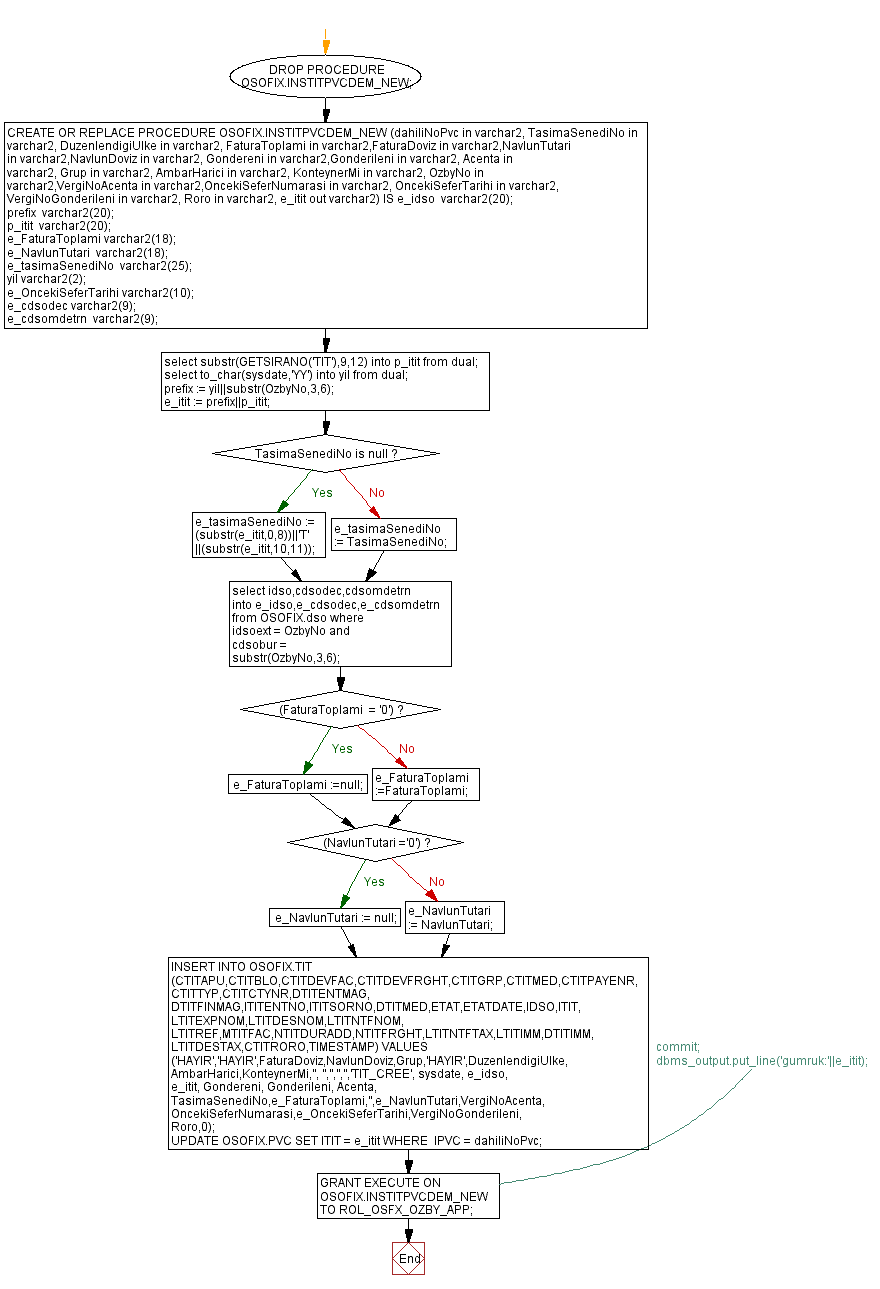 DROP PROCEDURE
OSOFIX.INSTITPVCDEM_NEW;
CREATE OR REPLACE PROCEDURE OSOFIX.INSTITPVCDEM_NEW (dahiliNoPvc in varchar2, TasimaSenediNo in
varchar2, DuzenlendigiUlke in varchar2, FaturaToplami in varchar2,FaturaDoviz in varchar2,NavlunTutari
in varchar2,NavlunDoviz in varchar2, Gondereni in varchar2,Gonderileni in varchar2, Acenta in
varchar2, Grup in varchar2, AmbarHarici in varchar2, KonteynerMi in varchar2, OzbyNo in
varchar2,VergiNoAcenta in varchar2,OncekiSeferNumarasi in varchar2, OncekiSeferTarihi in varchar2,
VergiNoGonderileni in varchar2, Roro in varchar2, e_itit out varchar2) IS e_idso varchar2(20);
prefix varchar2(20);
p_itit varchar2(20);
e_FaturaToplami varchar2(18);
e_NavlunTutari varchar2(18);
e_tasimaSenediNo varchar2(25);
yil varchar2(2);
e_OncekiSeferTarihi varchar2(10);
e_cdsodec varchar2(9);
e_cdsomdetrn varchar2(9);
select substr(GETSIRANO('TIT'),9,12) into p_itit from dual;
select to_char(sysdate,'YY') into yil from dual;
prefix := yil||substr(OzbyNo,3,6);
e_itit := prefix||p_itit;
TasimaSenediNo is null ?
Yes
No
e_tasimaSenediNo :=
(substr(e_itit,0,8))||'T'
||(substr(e_itit,10,11));
e_tasimaSenediNo
:= TasimaSenediNo;
select idso,cdsodec,cdsomdetrn
into e_idso,e_cdsodec,e_cdsomdetrn
from OSOFIX.dso where
idsoext = OzbyNo and
cdsobur =
substr(OzbyNo,3,6);
(FaturaToplami = '0') ?
Yes
No
e_FaturaToplami :=null;
e_FaturaToplami
:=FaturaToplami;
(NavlunTutari ='0') ?
Yes
No
e_NavlunTutari := null;
e_NavlunTutari
:= NavlunTutari;
INSERT INTO OSOFIX.TIT
(CTITAPU,CTITBLO,CTITDEVFAC,CTITDEVFRGHT,CTITGRP,CTITMED,CTITPAYENR,
CTITTYP,CTITCTYNR,DTITENTMAG,
DTITFINMAG,ITITENTNO,ITITSORNO,DTITMED,ETAT,ETATDATE,IDSO,ITIT,
LTITEXPNOM,LTITDESNOM,LTITNTFNOM,
LTITREF,MTITFAC,NTITDURADD,NTITFRGHT,LTITNTFTAX,LTITIMM,DTITIMM,
LTITDESTAX,CTITRORO,TIMESTAMP) VALUES
('HAYIR','HAYIR',FaturaDoviz,NavlunDoviz,Grup,'HAYIR',DuzenlendigiUlke,
AmbarHarici,KonteynerMi,'', '','','','','TIT_CREE', sysdate, e_idso,
e_itit, Gondereni, Gonderileni, Acenta,
TasimaSenediNo,e_FaturaToplami,'',e_NavlunTutari,VergiNoAcenta,
OncekiSeferNumarasi,e_OncekiSeferTarihi,VergiNoGonderileni,
Roro,0);
UPDATE OSOFIX.PVC SET ITIT = e_itit WHERE IPVC = dahiliNoPvc;
commit;
dbms_output.put_line('gumruk:'||e_itit);
GRANT EXECUTE ON
OSOFIX.INSTITPVCDEM_NEW
TO ROL_OSFX_OZBY_APP;
End